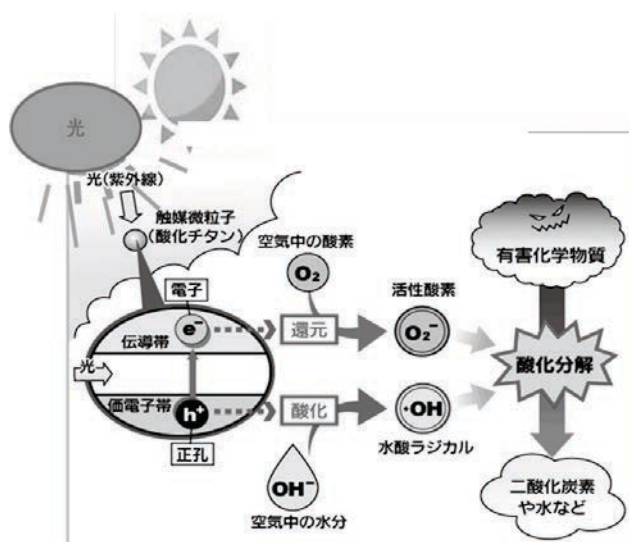 光
光(紫外線)
触媒微粒子
(酸化チタン)
空気中の酸素
O₂
電子
e⁻
伝導帯
還元
活性酸素
O₂⁻
有害化学物質
光
酸化分解
価電子帯
h⁺
正孔
酸化
・OH
水酸ラジカル
OH⁻
空気中の水分
二酸化炭素
や水など